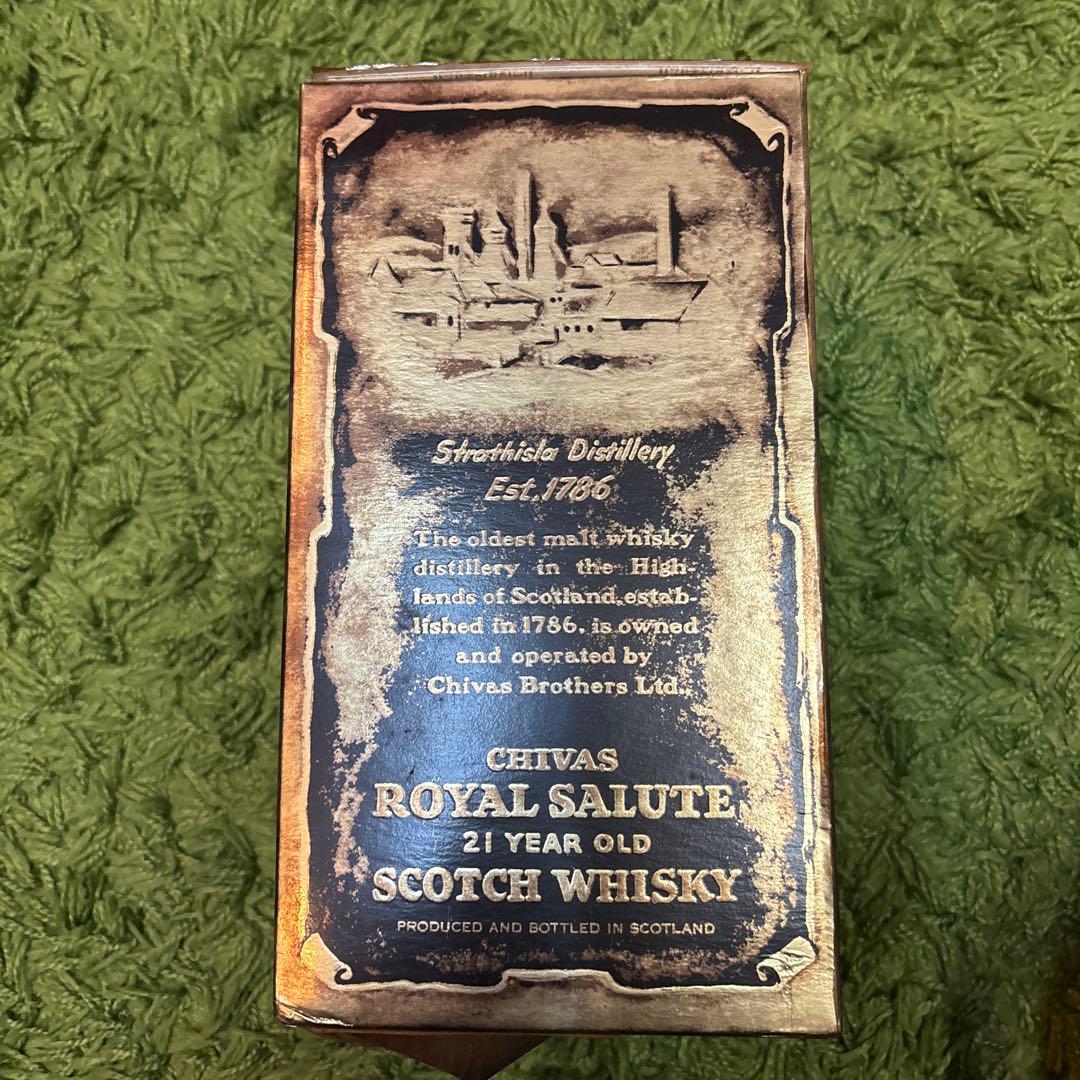 Strathisla Distillery
Est. 1786
The oldest malt whisky
distillery in the High-
lands of Scotland, estab-
lished in 1786, is owned
and operated by
Chivas Brothers Ltd.
CHIVAS
ROYAL SALUTE
21 YEAR OLD
SCOTCH WHISKY
PRODUCED AND BOTTLED IN SCOTLAND